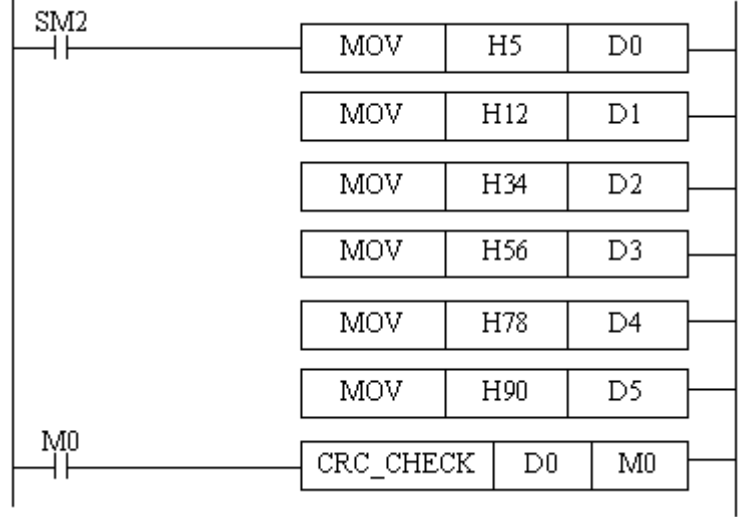 SM2
MOV H5 D0
MOV H12 D1
MOV H34 D2
MOV H56 D3
MOV H78 D4
MOV H90 D5
M0
CRC_CHECK D0 M0